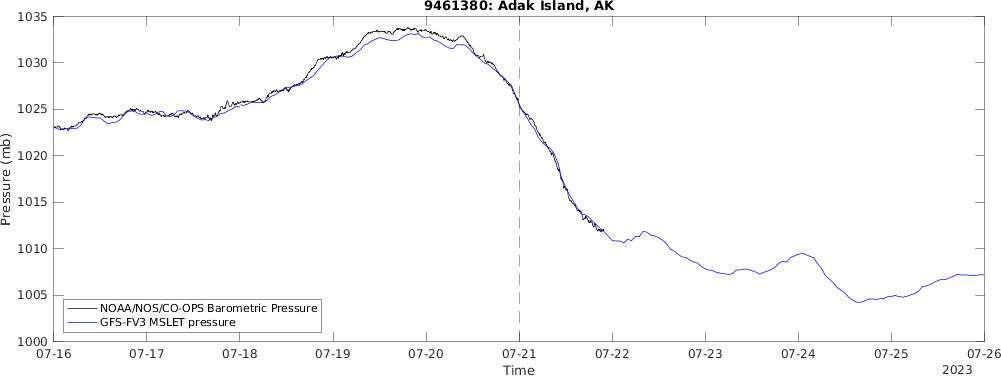 9461380: Adak Island, AK
Pressure (mb)
1035
1030
1025
1020
1015
1010
1005
1000
NOAA/NOS/CO-OPS Barometric Pressure
GFS-FV3 MSLET pressure
07-16 07-17 07-18 07-19 07-20 07-21 07-22 07-23 07-24 07-25 07-26
Time
2023